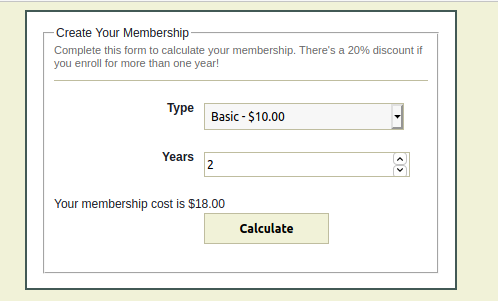 Create Your Membership
Complete this form to calculate your membership. There's a 20% discount if
you enroll for more than one year!
Type
Basic - $10.00
Years
2
Your membership cost is $18.00
Calculate